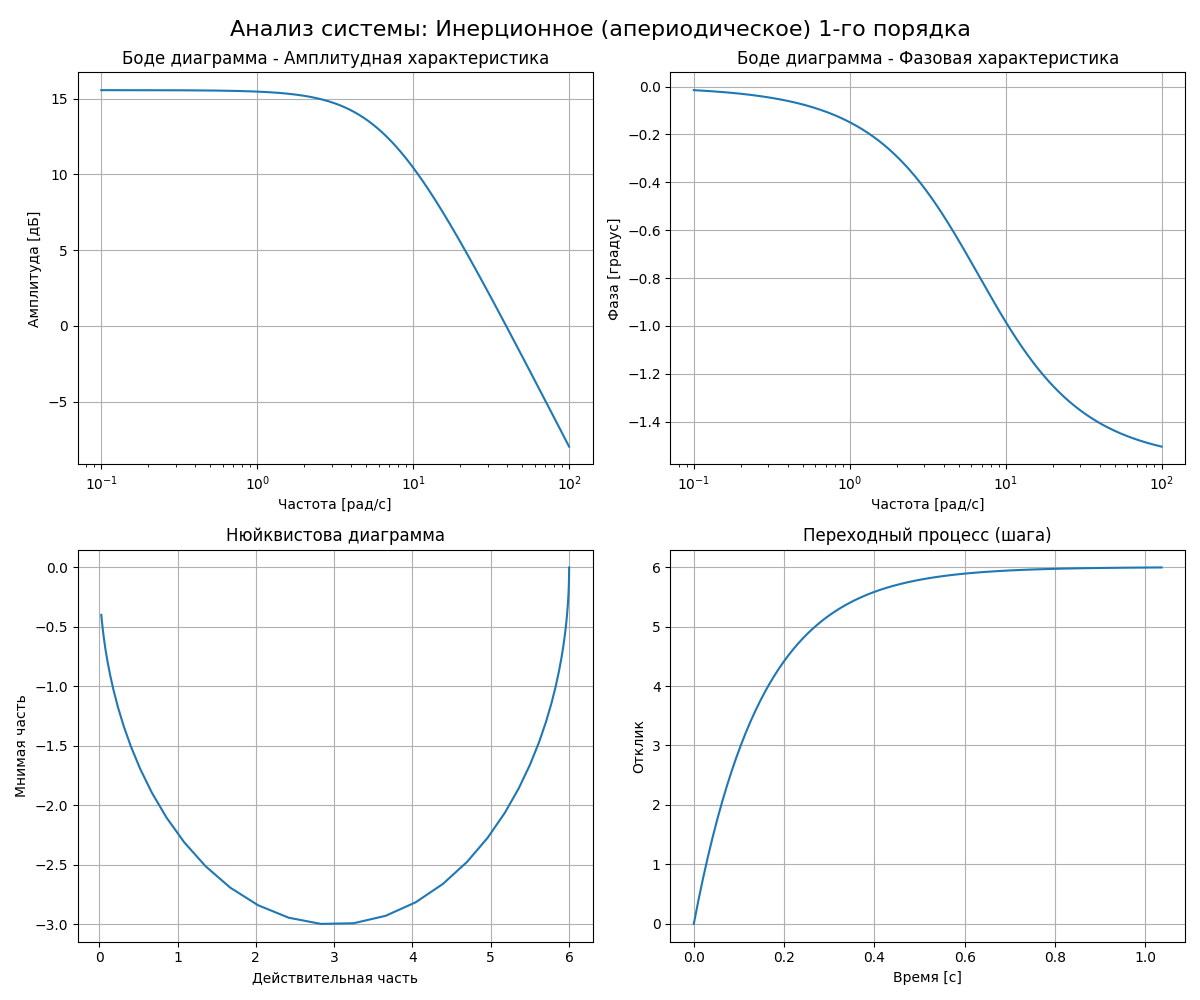 Анализ системы: Инерционное (апериодическое) 1-го порядка
Боде диаграмма - Амплитудная характеристика
Амплитуда [дБ]
15
10
5
0
−5
10⁻¹ 10⁰ 10¹ 10²
Частота [рад/с]
Боде диаграмма - Фазовая характеристика
Фаза [градус]
0.0
−0.2
−0.4
−0.6
−0.8
−1.0
−1.2
−1.4
10⁻¹ 10⁰ 10¹ 10²
Частота [рад/с]
Нюйквистова диаграмма
Мнимая часть
0.0
−0.5
−1.0
−1.5
−2.0
−2.5
−3.0
0 1 2 3 4 5 6
Действительная часть
Переходный процесс (шага)
Отклик
6
5
4
3
2
1
0
0.0 0.2 0.4 0.6 0.8 1.0
Время [с]